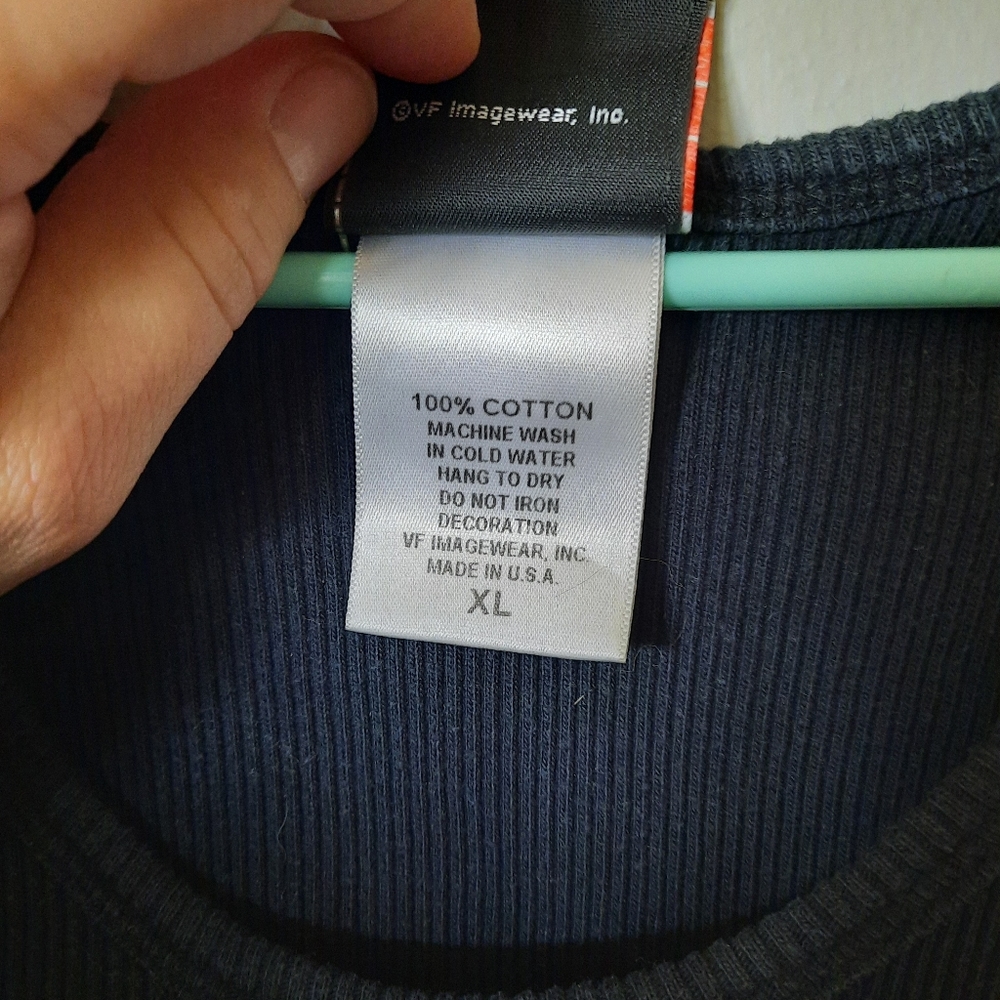 ©VF Imagewear, Inc.
100% COTTON
MACHINE WASH
IN COLD WATER
HANG TO DRY
DO NOT IRON
DECORATION
VF IMAGEWEAR, INC.
MADE IN U.S.A.
XL